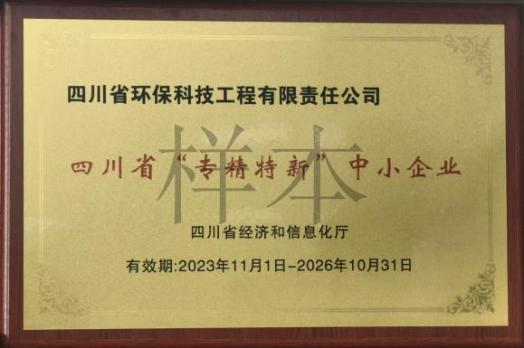 四川省环保科技工程有限责任公司
四川省“专精特新”中小企业
样本
四川省经济和信息化厅
有效期:2023年11月1日-2026年10月31日